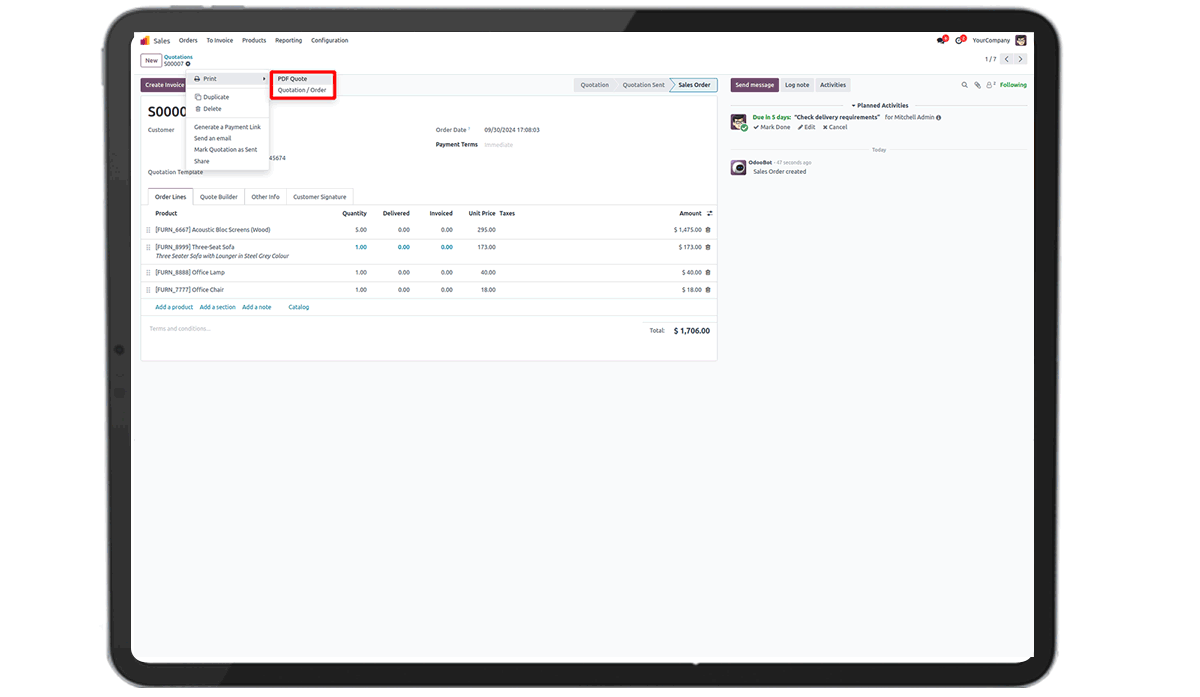 Sales Orders To Invoice Products Reporting Configuration YourCompany
New Quotations S00007 1 / 7
Create Invoice Quotation Quotation Sent Sales Order Send message Log note Activities Following
Print
PDF Quote
Quotation / Order
Duplicate
Delete
Generate a Payment Link
Send an email
Mark Quotation as Sent
Share
S0000
Customer
45674
Quotation Template
Order Date ? 09/30/2024 17:08:03
Payment Terms Immediate
Order Lines Quote Builder Other Info Customer Signature
Product Quantity Delivered Invoiced Unit Price Taxes Amount
[FURN_6667] Acoustic Bloc Screens (Wood) 5.00 0.00 0.00 295.00 $ 1,475.00
[FURN_8999] Three-Seat Sofa 1.00 0.00 0.00 173.00 $ 173.00
Three Seater Sofa with Lounger in Steel Grey Colour
[FURN_8888] Office Lamp 1.00 0.00 0.00 40.00 $ 40.00
[FURN_7777] Office Chair 1.00 0.00 0.00 18.00 $ 18.00
Add a product Add a section Add a note Catalog
Terms and conditions...
Total: $ 1,706.00
Planned Activities
Due in 5 days: "Check delivery requirements" for Mitchell Admin
Mark Done Edit Cancel
Today
OdooBot - 47 seconds ago
Sales Order created